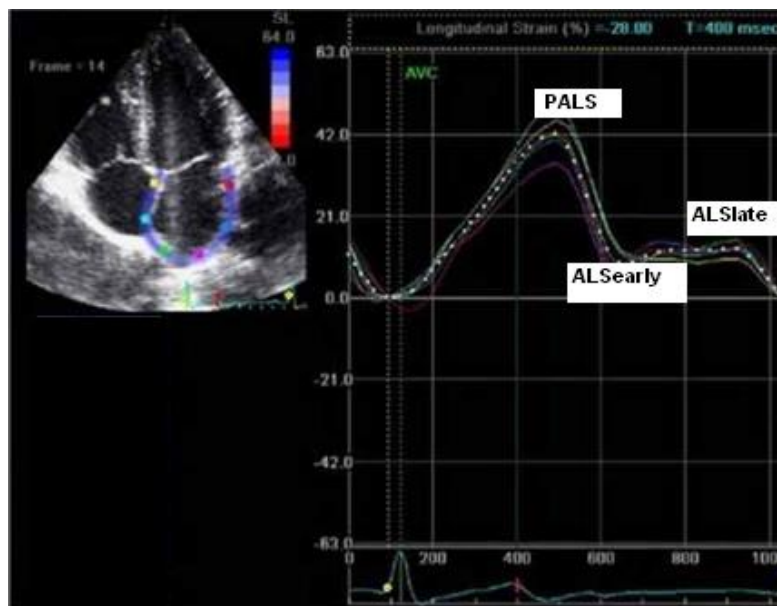 SL
64.0
Frame = 14
Longitudinal Strain (%) =-28.00 T=400 msec
63.0
AVC
PALS
42.0
21.0
ALSlate
ALSearly
0.0
-21.0
-42.0
-63.0
0 200 400 600 800